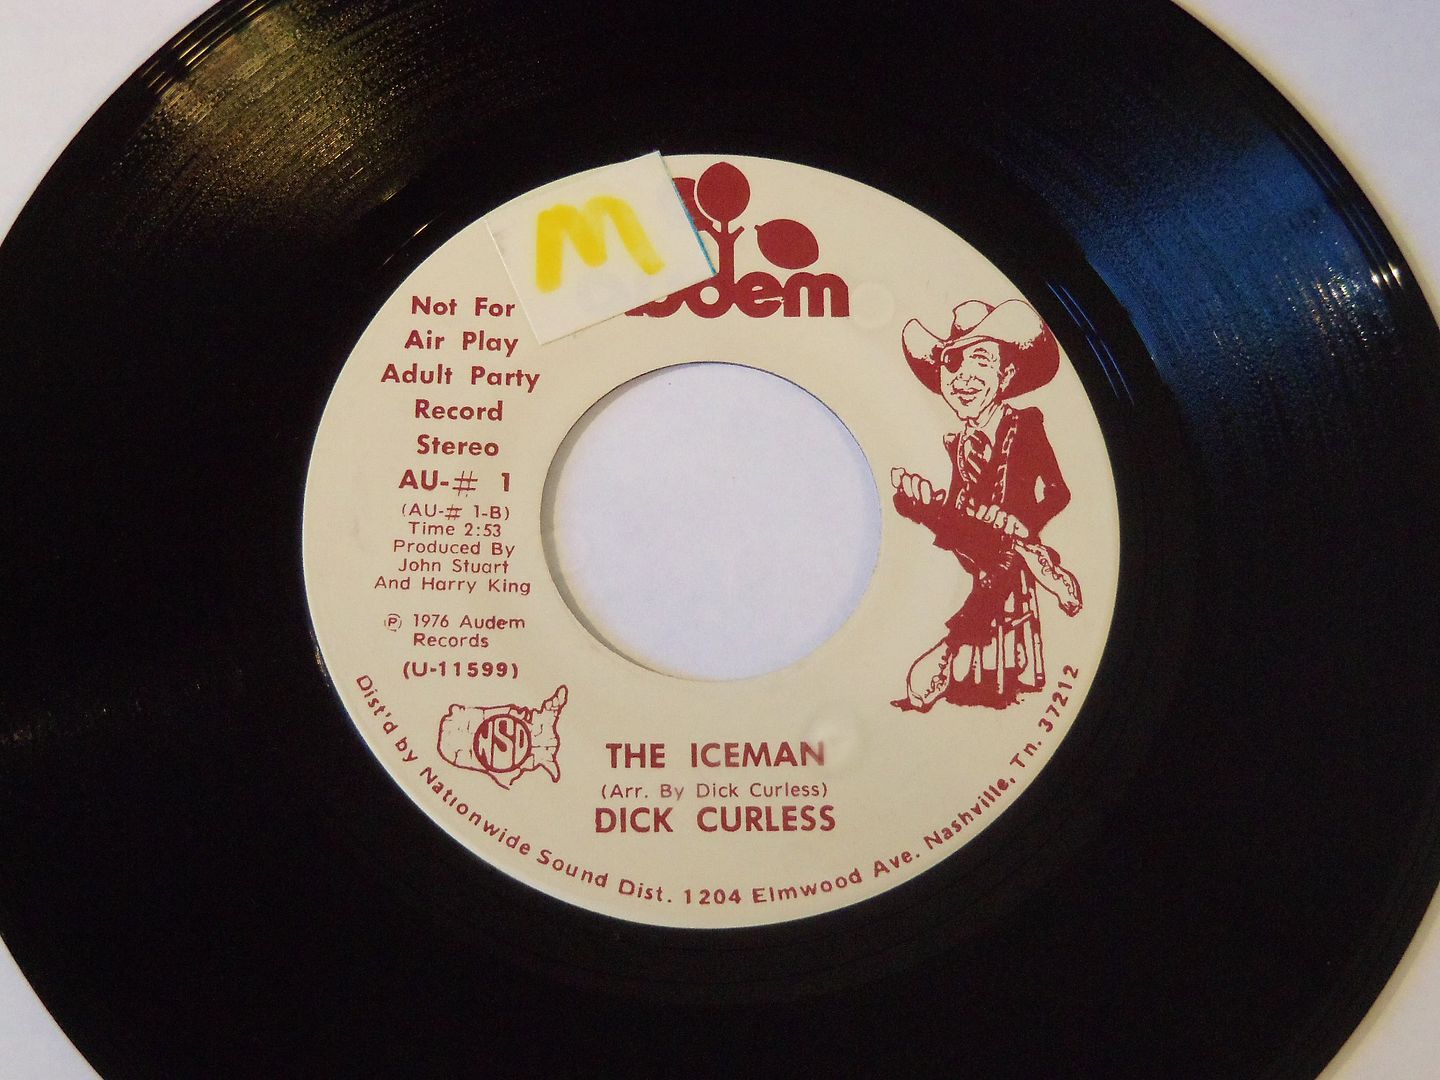 M
Audem
Not For
Air Play
Adult Party
Record
Stereo
AU-# 1
(AU-# 1-B)
Time 2:53
Produced By
John Stuart
And Harry King
℗ 1976 Audem
Records
(U-11599)
NSD
THE ICEMAN
(Arr. By Dick Curless)
DICK CURLESS
Dist'd by Nationwide Sound Dist. 1204 Elmwood Ave. Nashville, Tn. 37212